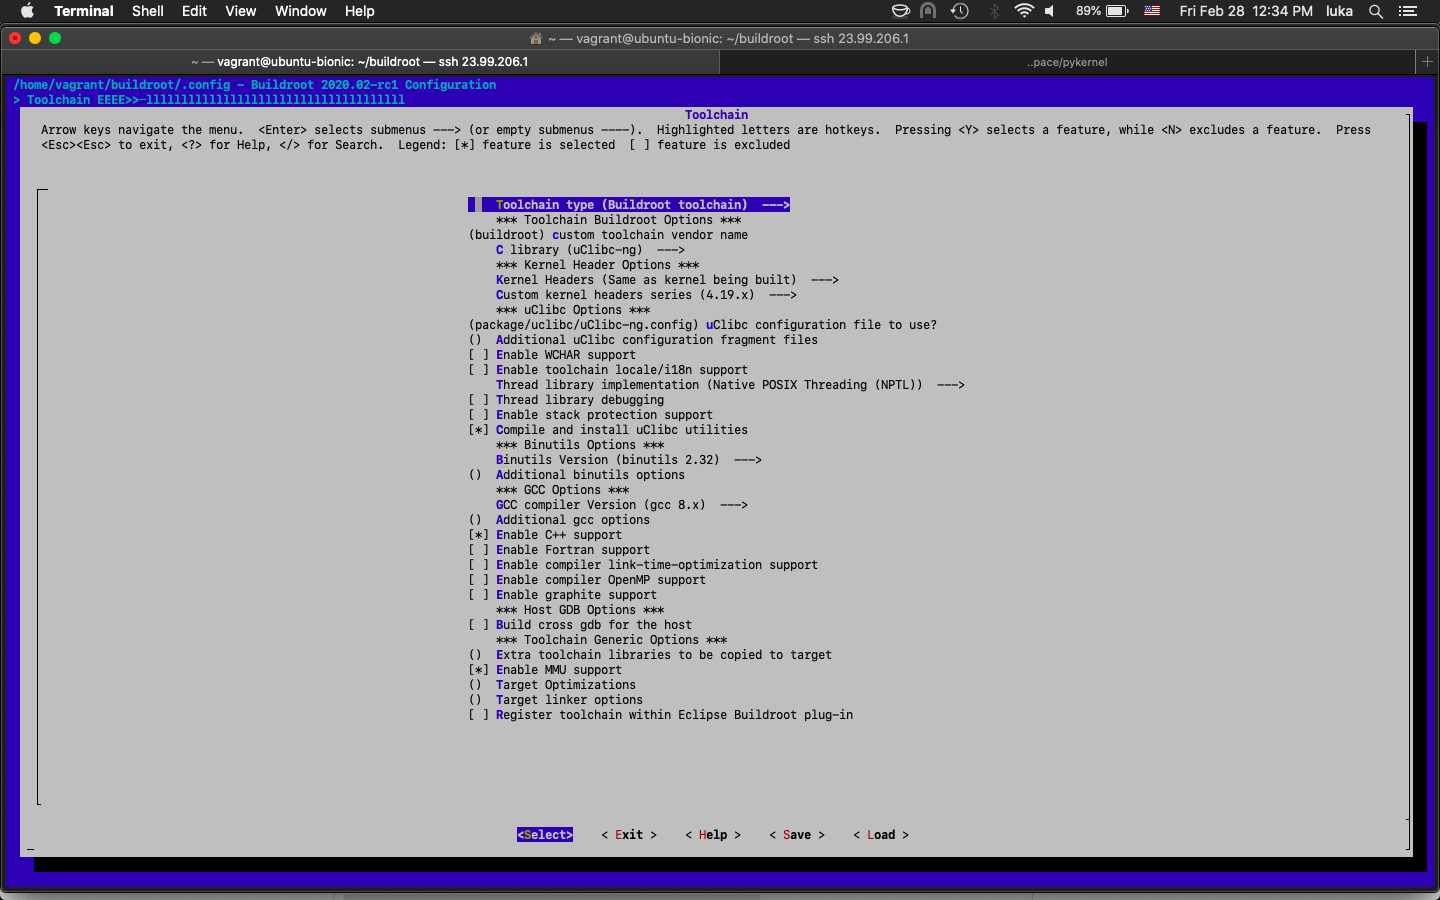 Terminal Shell Edit View Window Help 89% Fri Feb 28 12:34 PM luka
~ — vagrant@ubuntu-bionic: ~/buildroot — ssh 23.99.206.1
~ — vagrant@ubuntu-bionic: ~/buildroot — ssh 23.99.206.1 ..pace/pykernel +
/home/vagrant/buildroot/.config - Buildroot 2020.02-rc1 Configuration
> Toolchain EEEE>>─lllllllllllllllllllllllllllllllllllll
Toolchain
Arrow keys navigate the menu.  <Enter> selects submenus ---> (or empty submenus ----).  Highlighted letters are hotkeys.  Pressing <Y> selects a feature, while <N> excludes a feature.  Press
<Esc><Esc> to exit, <?> for Help, </> for Search.  Legend: [*] feature is selected  [ ] feature is excluded
Toolchain type (Buildroot toolchain)  --->
*** Toolchain Buildroot Options ***
(buildroot) custom toolchain vendor name
C library (uClibc-ng)  --->
*** Kernel Header Options ***
Kernel Headers (Same as kernel being built)  --->
Custom kernel headers series (4.19.x)  --->
*** uClibc Options ***
(package/uclibc/uClibc-ng.config) uClibc configuration file to use?
()  Additional uClibc configuration fragment files
[ ] Enable WCHAR support
[ ] Enable toolchain locale/i18n support
Thread library implementation (Native POSIX Threading (NPTL))  --->
[ ] Thread library debugging
[ ] Enable stack protection support
[*] Compile and install uClibc utilities
*** Binutils Options ***
Binutils Version (binutils 2.32)  --->
()  Additional binutils options
*** GCC Options ***
GCC compiler Version (gcc 8.x)  --->
()  Additional gcc options
[*] Enable C++ support
[ ] Enable Fortran support
[ ] Enable compiler link-time-optimization support
[ ] Enable compiler OpenMP support
[ ] Enable graphite support
*** Host GDB Options ***
[ ] Build cross gdb for the host
*** Toolchain Generic Options ***
()  Extra toolchain libraries to be copied to target
[*] Enable MMU support
()  Target Optimizations
()  Target linker options
[ ] Register toolchain within Eclipse Buildroot plug-in
<Select>    < Exit >    < Help >    < Save >    < Load >